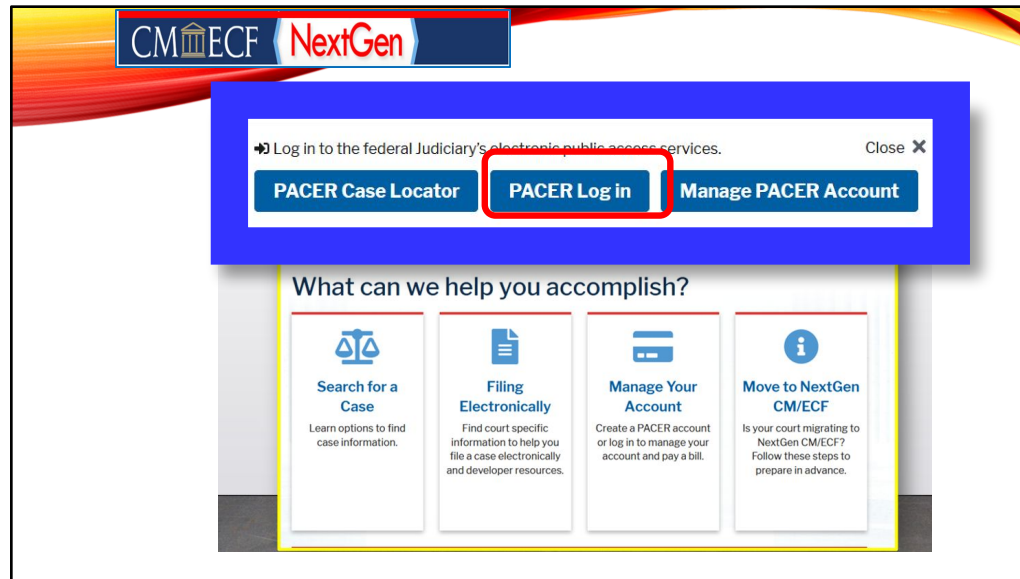 CM ECF NextGen
Log in to the federal Judiciary's electronic public access services. Close
PACER Case Locator PACER Log in Manage PACER Account
What can we help you accomplish?
Search for a
Case
Learn options to find
case information.
Filing
Electronically
Find court specific
information to help you
file a case electronically
and developer resources.
Manage Your
Account
Create a PACER account
or log in to manage your
account and pay a bill.
Move to NextGen
CM/ECF
Is your court migrating to
NextGen CM/ECF?
Follow these steps to
prepare in advance.